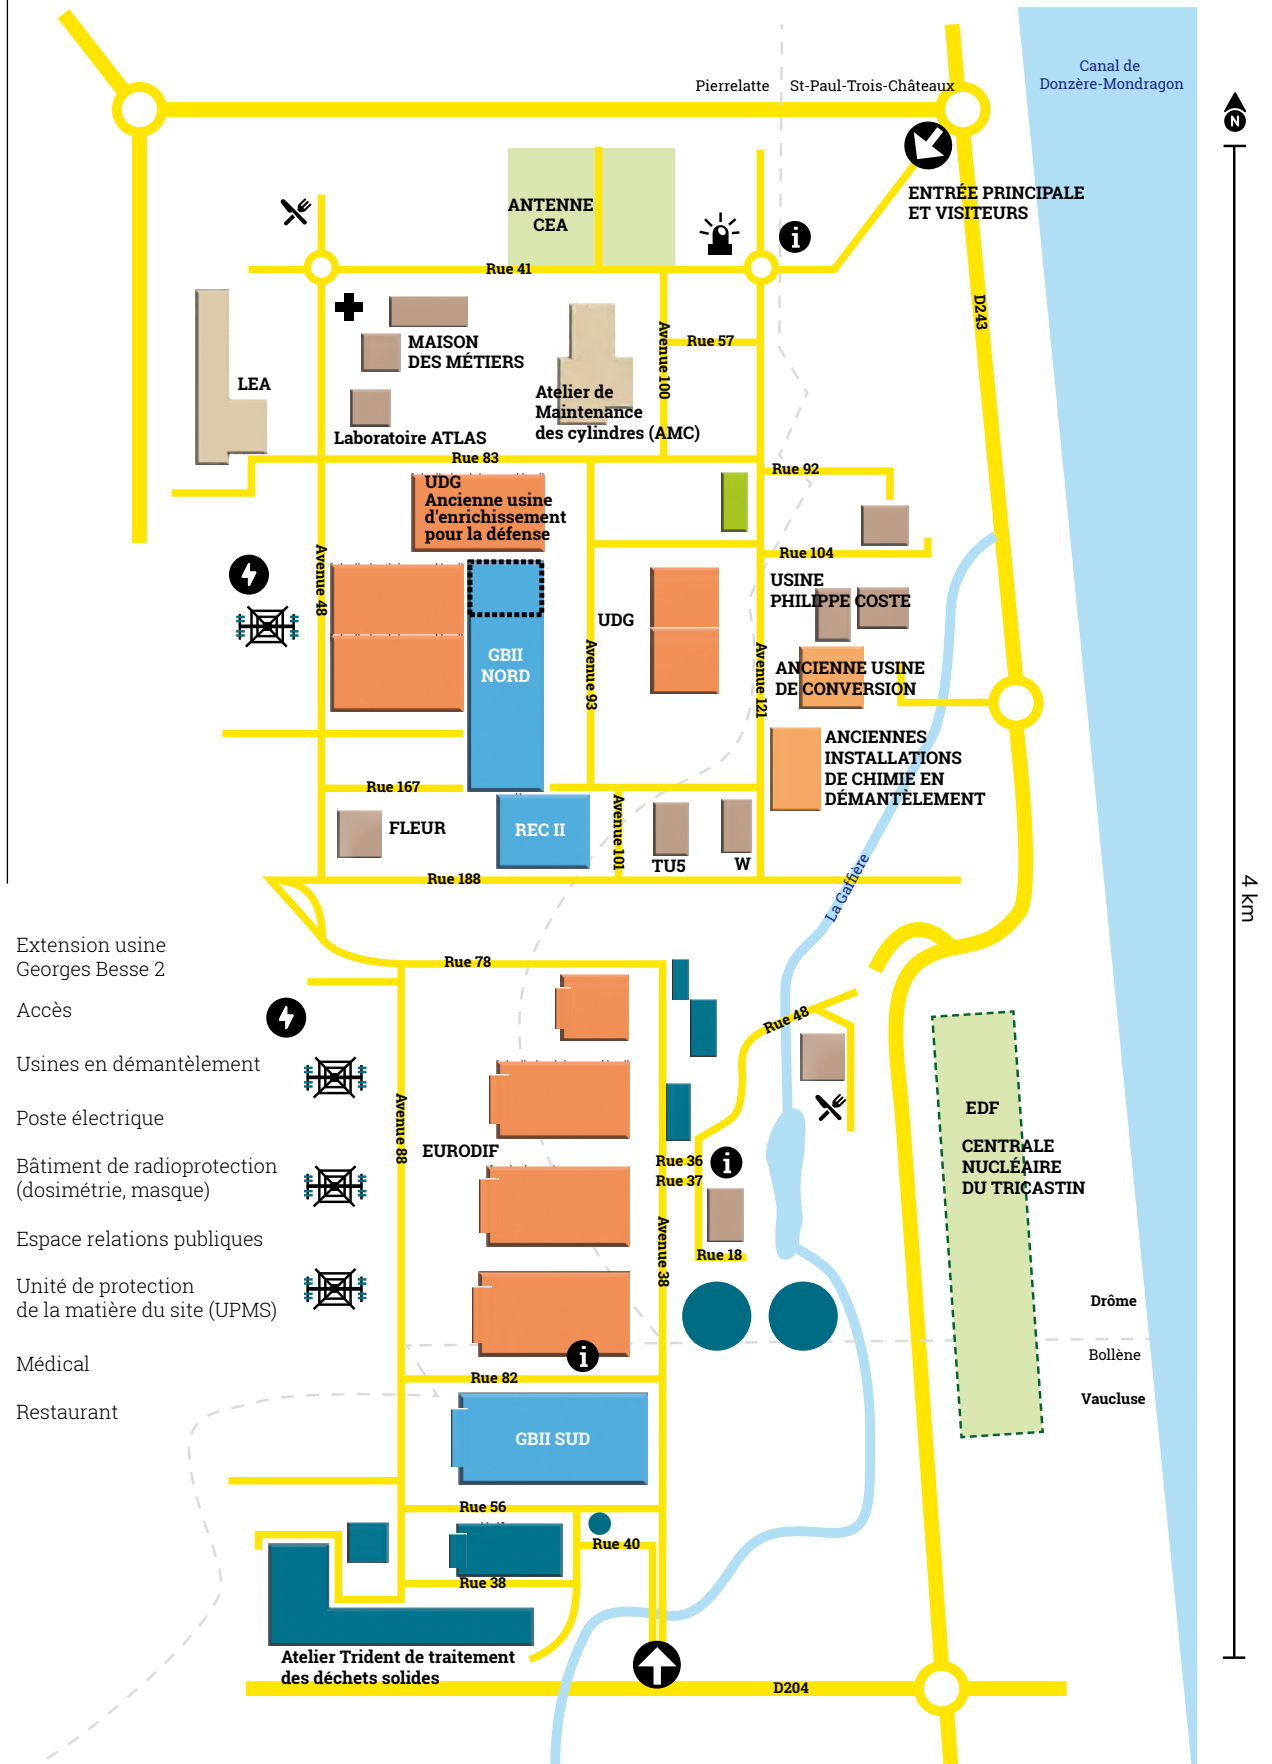 Canal de
Donzère-Mondragon
Pierrelatte
St-Paul-Trois-Châteaux
N
ENTRÉE PRINCIPALE
ET VISITEURS
ANTENNE
CEA
i
Rue 41
D243
MAISON
DES MÉTIERS
Avenue 100
Rue 57
LEA
Atelier de
Maintenance
des cylindres (AMC)
Laboratoire ATLAS
Rue 83
Rue 92
UDG
Ancienne usine
d'enrichissement
pour la défense
Rue 104
Avenue 48
USINE
PHILIPPE COSTE
UDG
GBII
NORD
Avenue 93
Avenue 121
ANCIENNE USINE
DE CONVERSION
ANCIENNES
INSTALLATIONS
DE CHIMIE EN
DÉMANTÈLEMENT
Rue 167
FLEUR
REC II
Avenue 101
TU5
W
Rue 188
La Gaffière
4 km
Extension usine
Georges Besse 2
Accès
Usines en démantèlement
Poste électrique
Bâtiment de radioprotection
(dosimétrie, masque)
Espace relations publiques
Unité de protection
de la matière du site (UPMS)
Médical
Restaurant
Rue 78
Rue 48
Avenue 88
EURODIF
EDF
CENTRALE
NUCLÉAIRE
DU TRICASTIN
Rue 36
i
Rue 37
Avenue 38
Rue 18
Drôme
Bollène
Vaucluse
i
Rue 82
GBII SUD
Rue 56
Rue 40
Rue 38
Atelier Trident de traitement
des déchets solides
D204